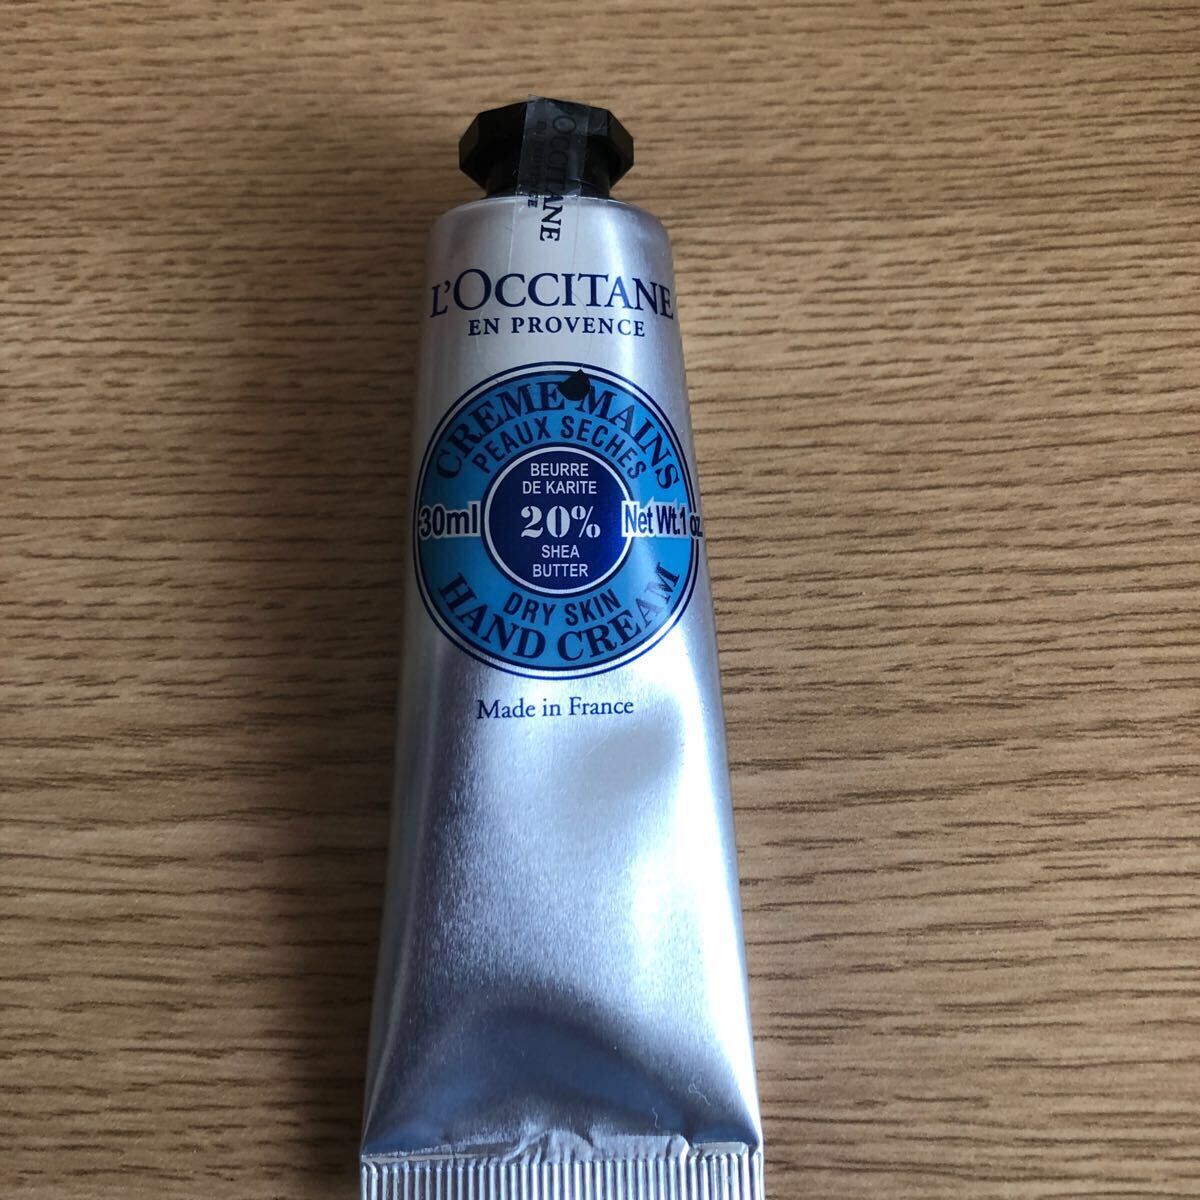 L'OCCITANE
L'OCCITANE
EN PROVENCE
CREME MAINS
PEAUX SECHES
BEURRE
DE KARITE
30ml
20%
Net Wt.1 oz.
SHEA
BUTTER
DRY SKIN
HAND CREAM
Made in France